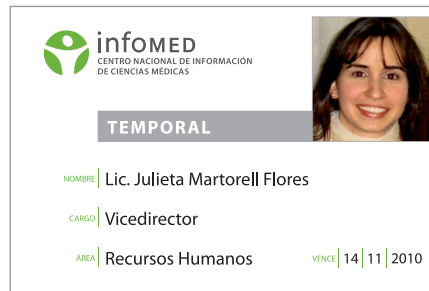 infOMED
CENTRO NACIONAL DE INFORMACIÓN
DE CIENCIAS MÉDICAS
TEMPORAL
NOMBRE Lic. Julieta Martorell Flores
CARGO Vicedirector
ÁREA Recursos Humanos
VENCE 14 11 2010